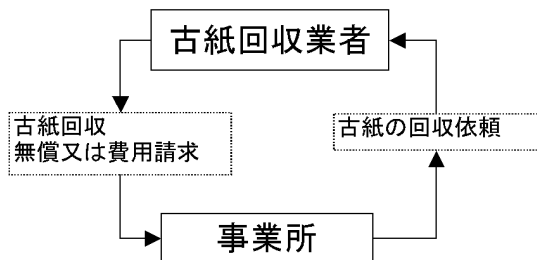 古紙回収業者
古紙回収
無償又は費用請求
古紙の回収依頼
事業所